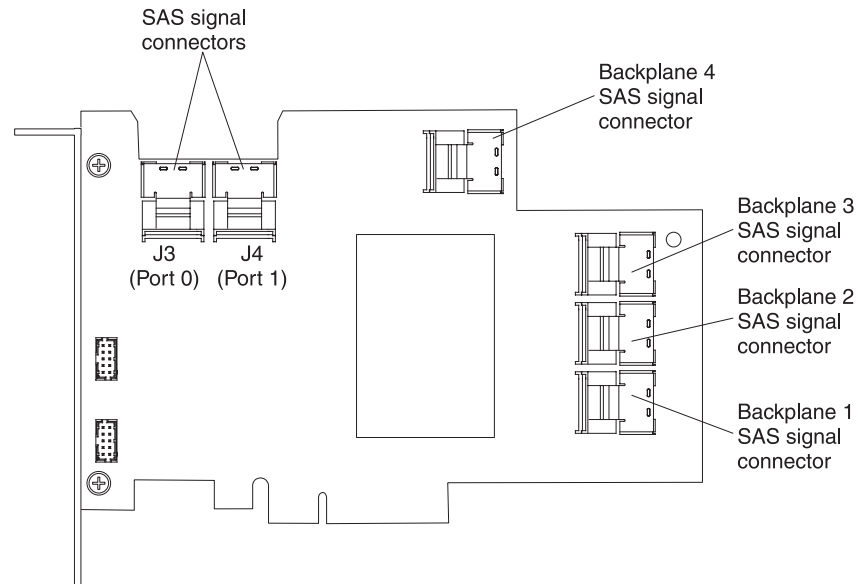 SAS signal
connectors
Backplane 4
SAS signal
connector
J3
(Port 0)
J4
(Port 1)
Backplane 3
SAS signal
connector
Backplane 2
SAS signal
connector
Backplane 1
SAS signal
connector